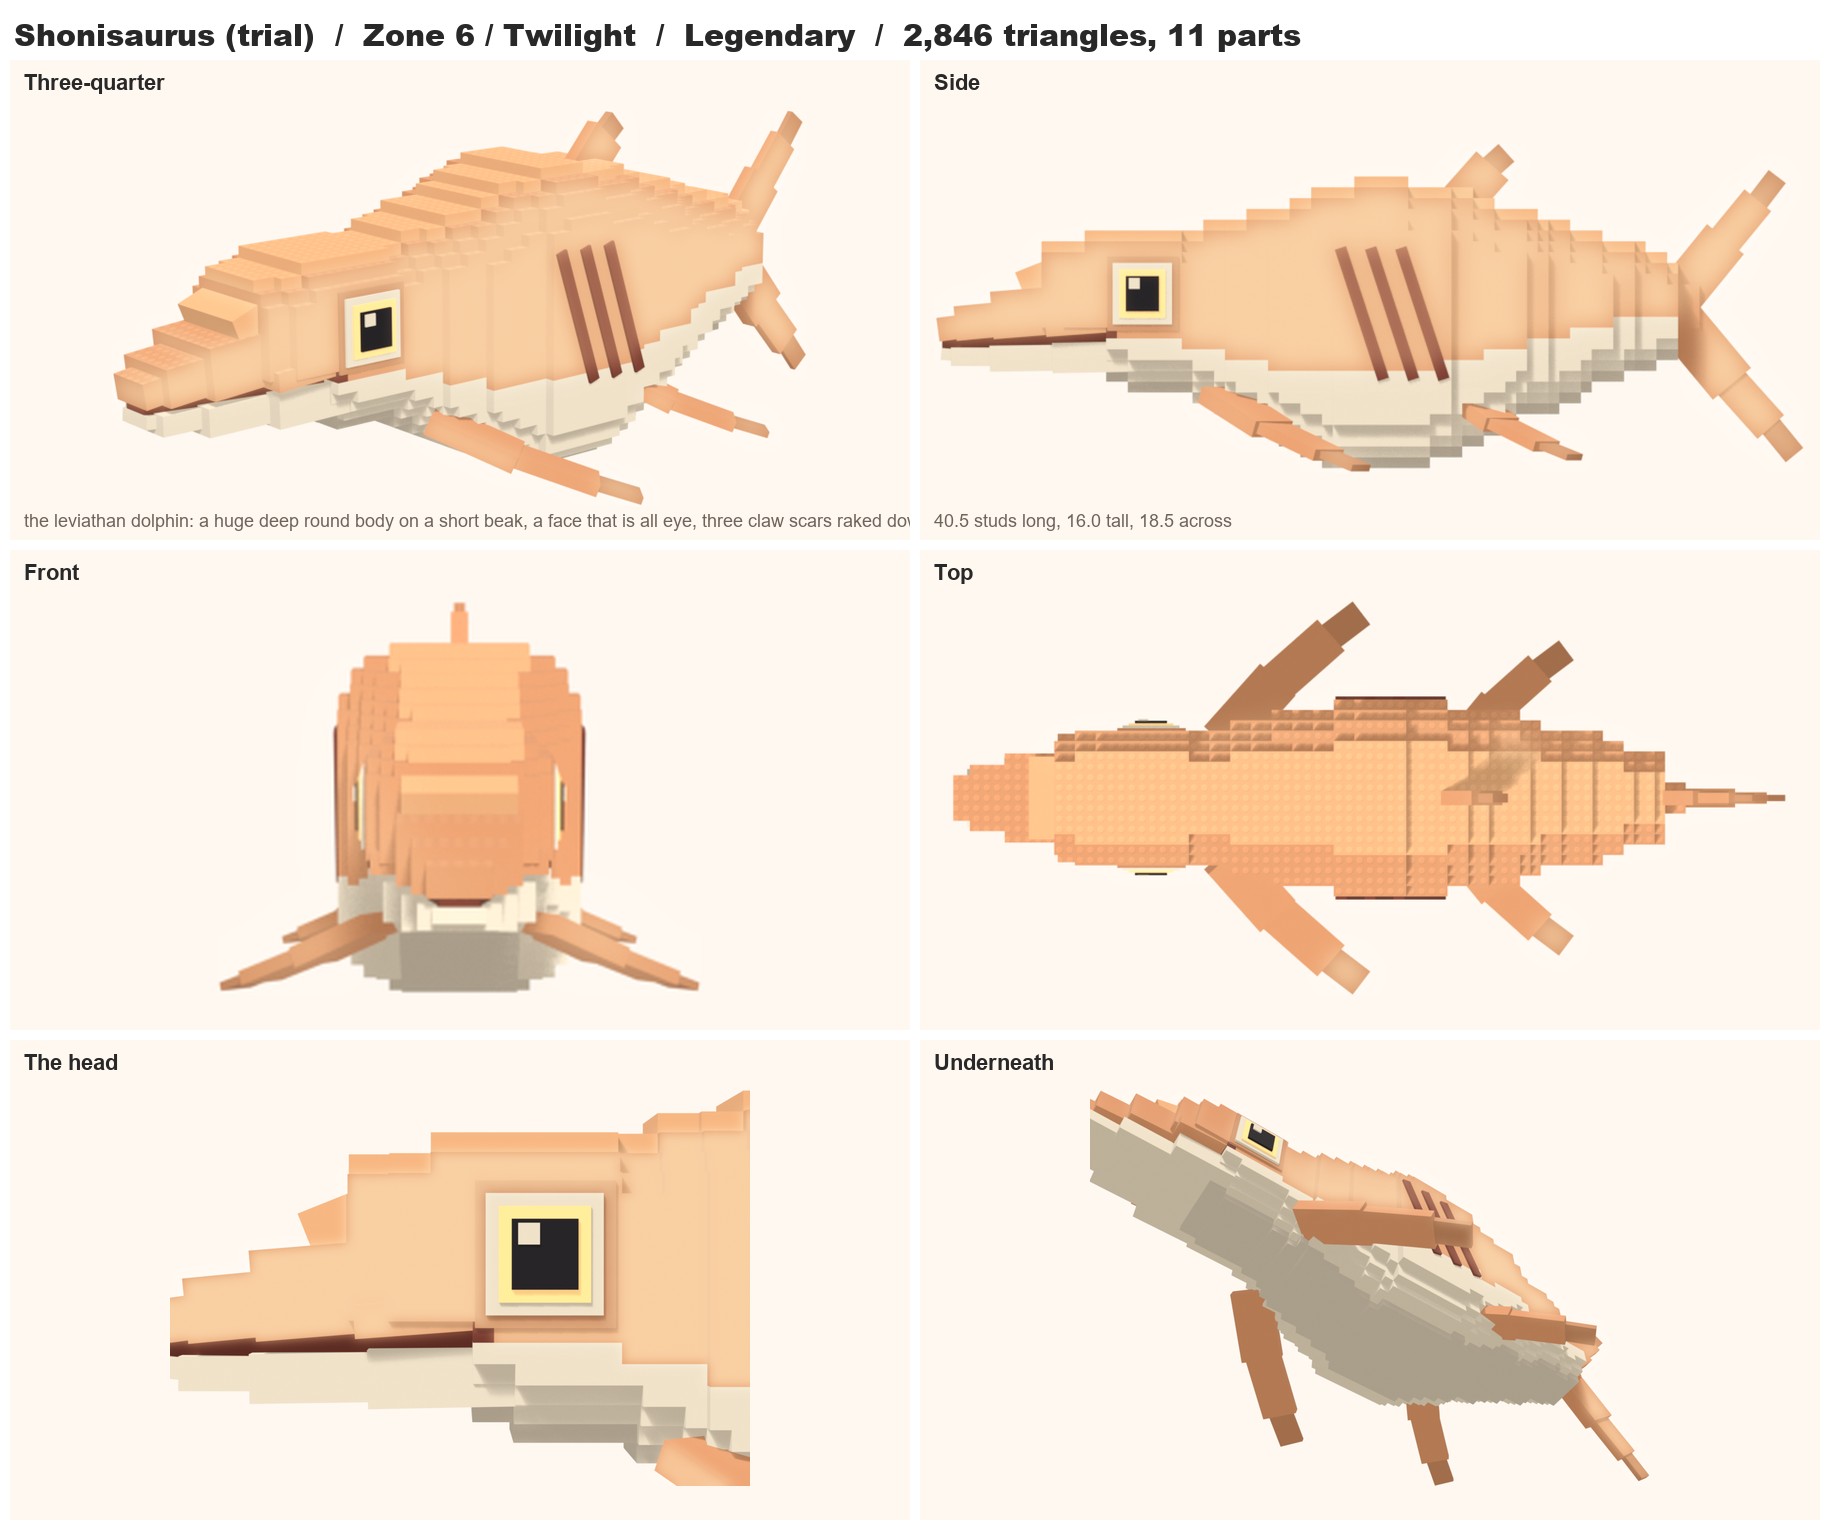 Shonisaurus (trial) / Zone 6 / Twilight / Legendary / 2,846 triangles, 11 parts
Three-quarter
Side
the leviathan dolphin: a huge deep round body on a short beak, a face that is all eye, three claw scars raked
40.5 studs long, 16.0 tall, 18.5 across
Front
Top
The head
Underneath